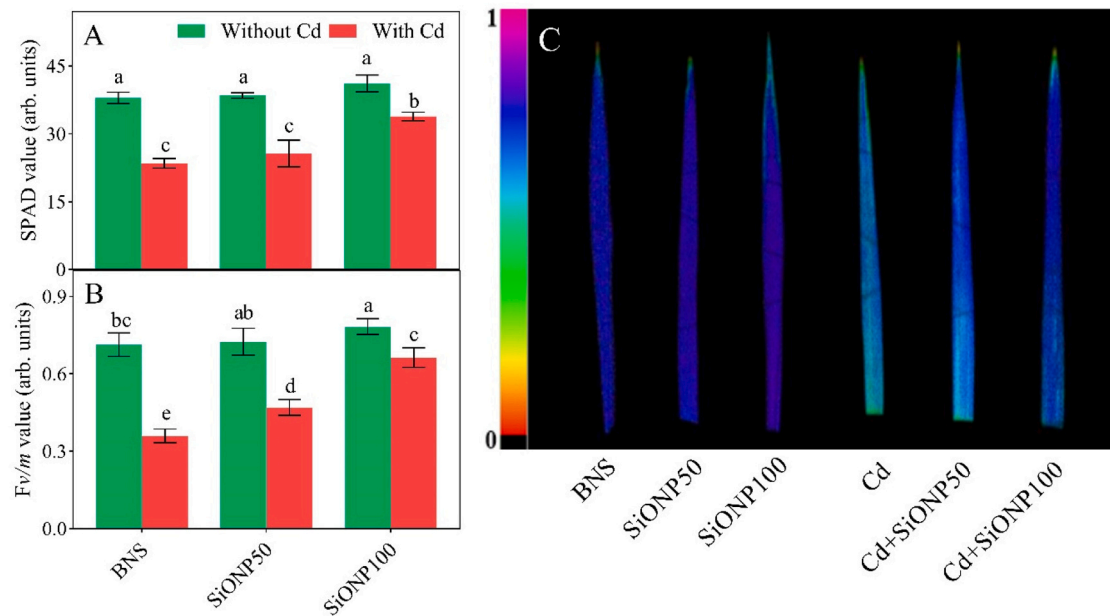 A
Without Cd
With Cd
SPAD value (arb. units)
45
30
15
0
a
c
a
c
a
b
B
Fv/m value (arb. units)
0.9
0.6
0.3
0.0
bc
e
ab
d
a
c
BNS
SiONP50
SiONP100
C
1
0
BNS
SiONP50
SiONP100
Cd
Cd+SiONP50
Cd+SiONP100